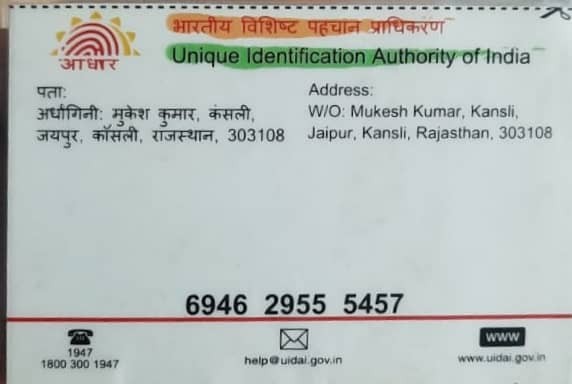 भारतीय विशिष्ट पहचान प्राधिकरण
Unique Identification Authority of India
आधार
पता:
अर्धांगिनी: मुकेश कुमार, कंसली,
जयपुर, कॉसली, राजस्थान, 303108
Address:
W/O: Mukesh Kumar, Kansli,
Jaipur, Kansli, Rajasthan, 303108
6946 2955 5457
1947
1800 300 1947
help@uidai.gov.in
www
www.uidai.gov.in